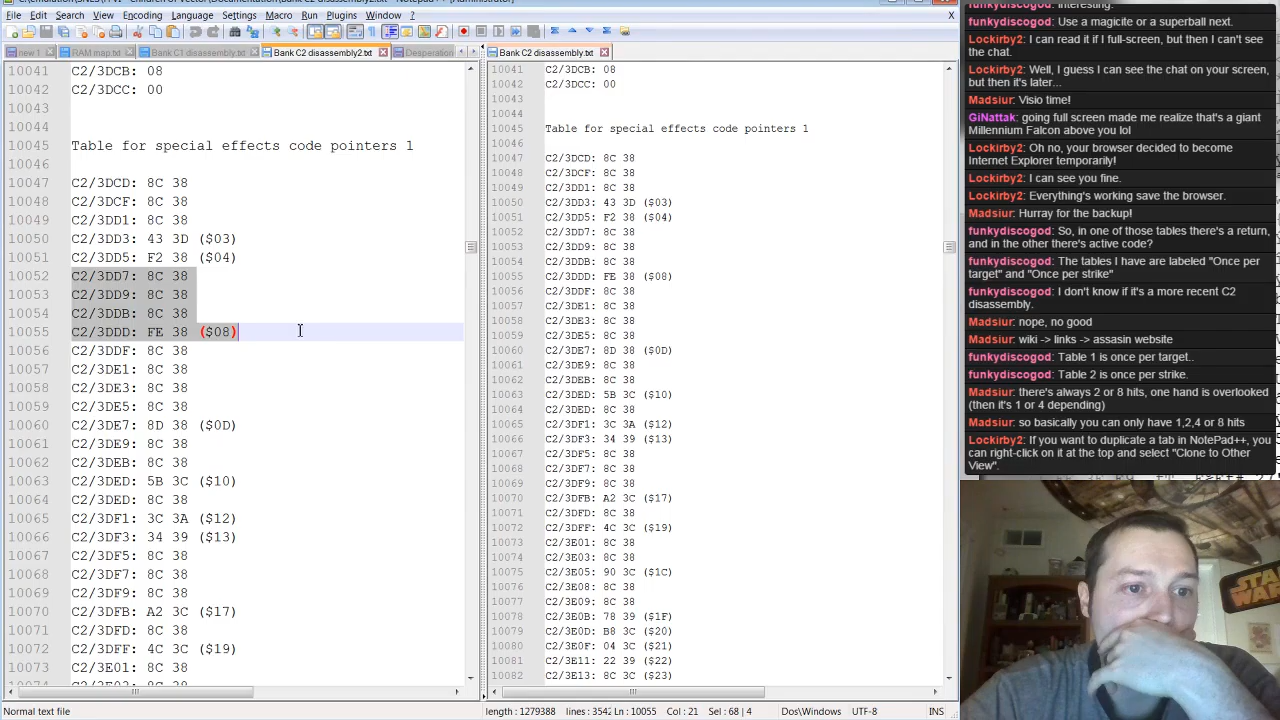 File Edit Search View Encoding Language Settings Macro Run Plugins Window ?
X
new 1 RAM map.txt Bank C1 disassembly.txt Bank C2 disassembly2.txt Desperation
Bank C2 disassembly.txt
10041 C2/3DCB: 08
10042 C2/3DCC: 00
10043
10044
10045 Table for special effects code pointers 1
10046
10047 C2/3DCD: 8C 38
10048 C2/3DCF: 8C 38
10049 C2/3DD1: 8C 38
10050 C2/3DD3: 43 3D ($03)
10051 C2/3DD5: F2 38 ($04)
10052 C2/3DD7: 8C 38
10053 C2/3DD9: 8C 38
10054 C2/3DDB: 8C 38
10055 C2/3DDD: FE 38 ($08)
10056 C2/3DDF: 8C 38
10057 C2/3DE1: 8C 38
10058 C2/3DE3: 8C 38
10059 C2/3DE5: 8C 38
10060 C2/3DE7: 8D 38 ($0D)
10061 C2/3DE9: 8C 38
10062 C2/3DEB: 8C 38
10063 C2/3DED: 5B 3C ($10)
10064 C2/3DED: 8C 38
10065 C2/3DF1: 3C 3A ($12)
10066 C2/3DF3: 34 39 ($13)
10067 C2/3DF5: 8C 38
10068 C2/3DF7: 8C 38
10069 C2/3DF9: 8C 38
10070 C2/3DFB: A2 3C ($17)
10071 C2/3DFD: 8C 38
10072 C2/3DFF: 4C 3C ($19)
10073 C2/3E01: 8C 38
10041 C2/3DCB: 08
10042 C2/3DCC: 00
10043
10044
10045 Table for special effects code pointers 1
10046
10047 C2/3DCD: 8C 38
10048 C2/3DCF: 8C 38
10049 C2/3DD1: 8C 38
10050 C2/3DD3: 43 3D ($03)
10051 C2/3DD5: F2 38 ($04)
10052 C2/3DD7: 8C 38
10053 C2/3DD9: 8C 38
10054 C2/3DDB: 8C 38
10055 C2/3DDD: FE 38 ($08)
10056 C2/3DDF: 8C 38
10057 C2/3DE1: 8C 38
10058 C2/3DE3: 8C 38
10059 C2/3DE5: 8C 38
10060 C2/3DE7: 8D 38 ($0D)
10061 C2/3DE9: 8C 38
10062 C2/3DEB: 8C 38
10063 C2/3DED: 5B 3C ($10)
10064 C2/3DED: 8C 38
10065 C2/3DF1: 3C 3A ($12)
10066 C2/3DF3: 34 39 ($13)
10067 C2/3DF5: 8C 38
10068 C2/3DF7: 8C 38
10069 C2/3DF9: 8C 38
10070 C2/3DFB: A2 3C ($17)
10071 C2/3DFD: 8C 38
10072 C2/3DFF: 4C 3C ($19)
10073 C2/3E01: 8C 38
10074 C2/3E03: 8C 38
10075 C2/3E05: 90 3C ($1C)
10076 C2/3E08: 8C 38
10077 C2/3E09: 8C 38
10078 C2/3E0B: 78 39 ($1F)
10079 C2/3E0D: B8 3C ($20)
10080 C2/3E0F: 04 3C ($21)
10081 C2/3E11: 22 39 ($22)
10082 C2/3E13: 8C 38 ($23)
Normal text file
length : 1279388 lines : 3542 Ln : 10055 Col : 21 Sel : 68 | 4
Dos\Windows
UTF-8
INS
funkydiscogod: Interesting.
funkydiscogod: Use a magicite or a superball next.
Lockirby2: I can read it if I full-screen, but then I can't see
the chat.
Lockirby2: Well, I guess I can see the chat on your screen,
but then it's later...
Madsiur: Visio time!
GiNattak: going full screen made me realize that's a giant
Millennium Falcon above you lol
Lockirby2: Oh no, your browser decided to become
Internet Explorer temporarily!
Lockirby2: I can see you fine.
Lockirby2: Everything's working save the browser.
Madsiur: Hurray for the backup!
funkydiscogod: So, in one of those tables there's a return,
and in the other there's active code?
funkydiscogod: The tables I have are labeled "Once per
target" and "Once per strike"
funkydiscogod: I don't know if it's a more recent C2
disassembly.
Madsiur: nope, no good
Madsiur: wiki -> links -> assasin website
funkydiscogod: Table 1 is once per target..
funkydiscogod: Table 2 is once per strike.
Madsiur: there's always 2 or 8 hits, one hand is overlooked
(then it's 1 or 4 depending)
Madsiur: so basically you can only have 1,2,4 or 8 hits
Lockirby2: If you want to duplicate a tab in NotePad++, you
can right-click on it at the top and select "Clone to Other
View".
STAR